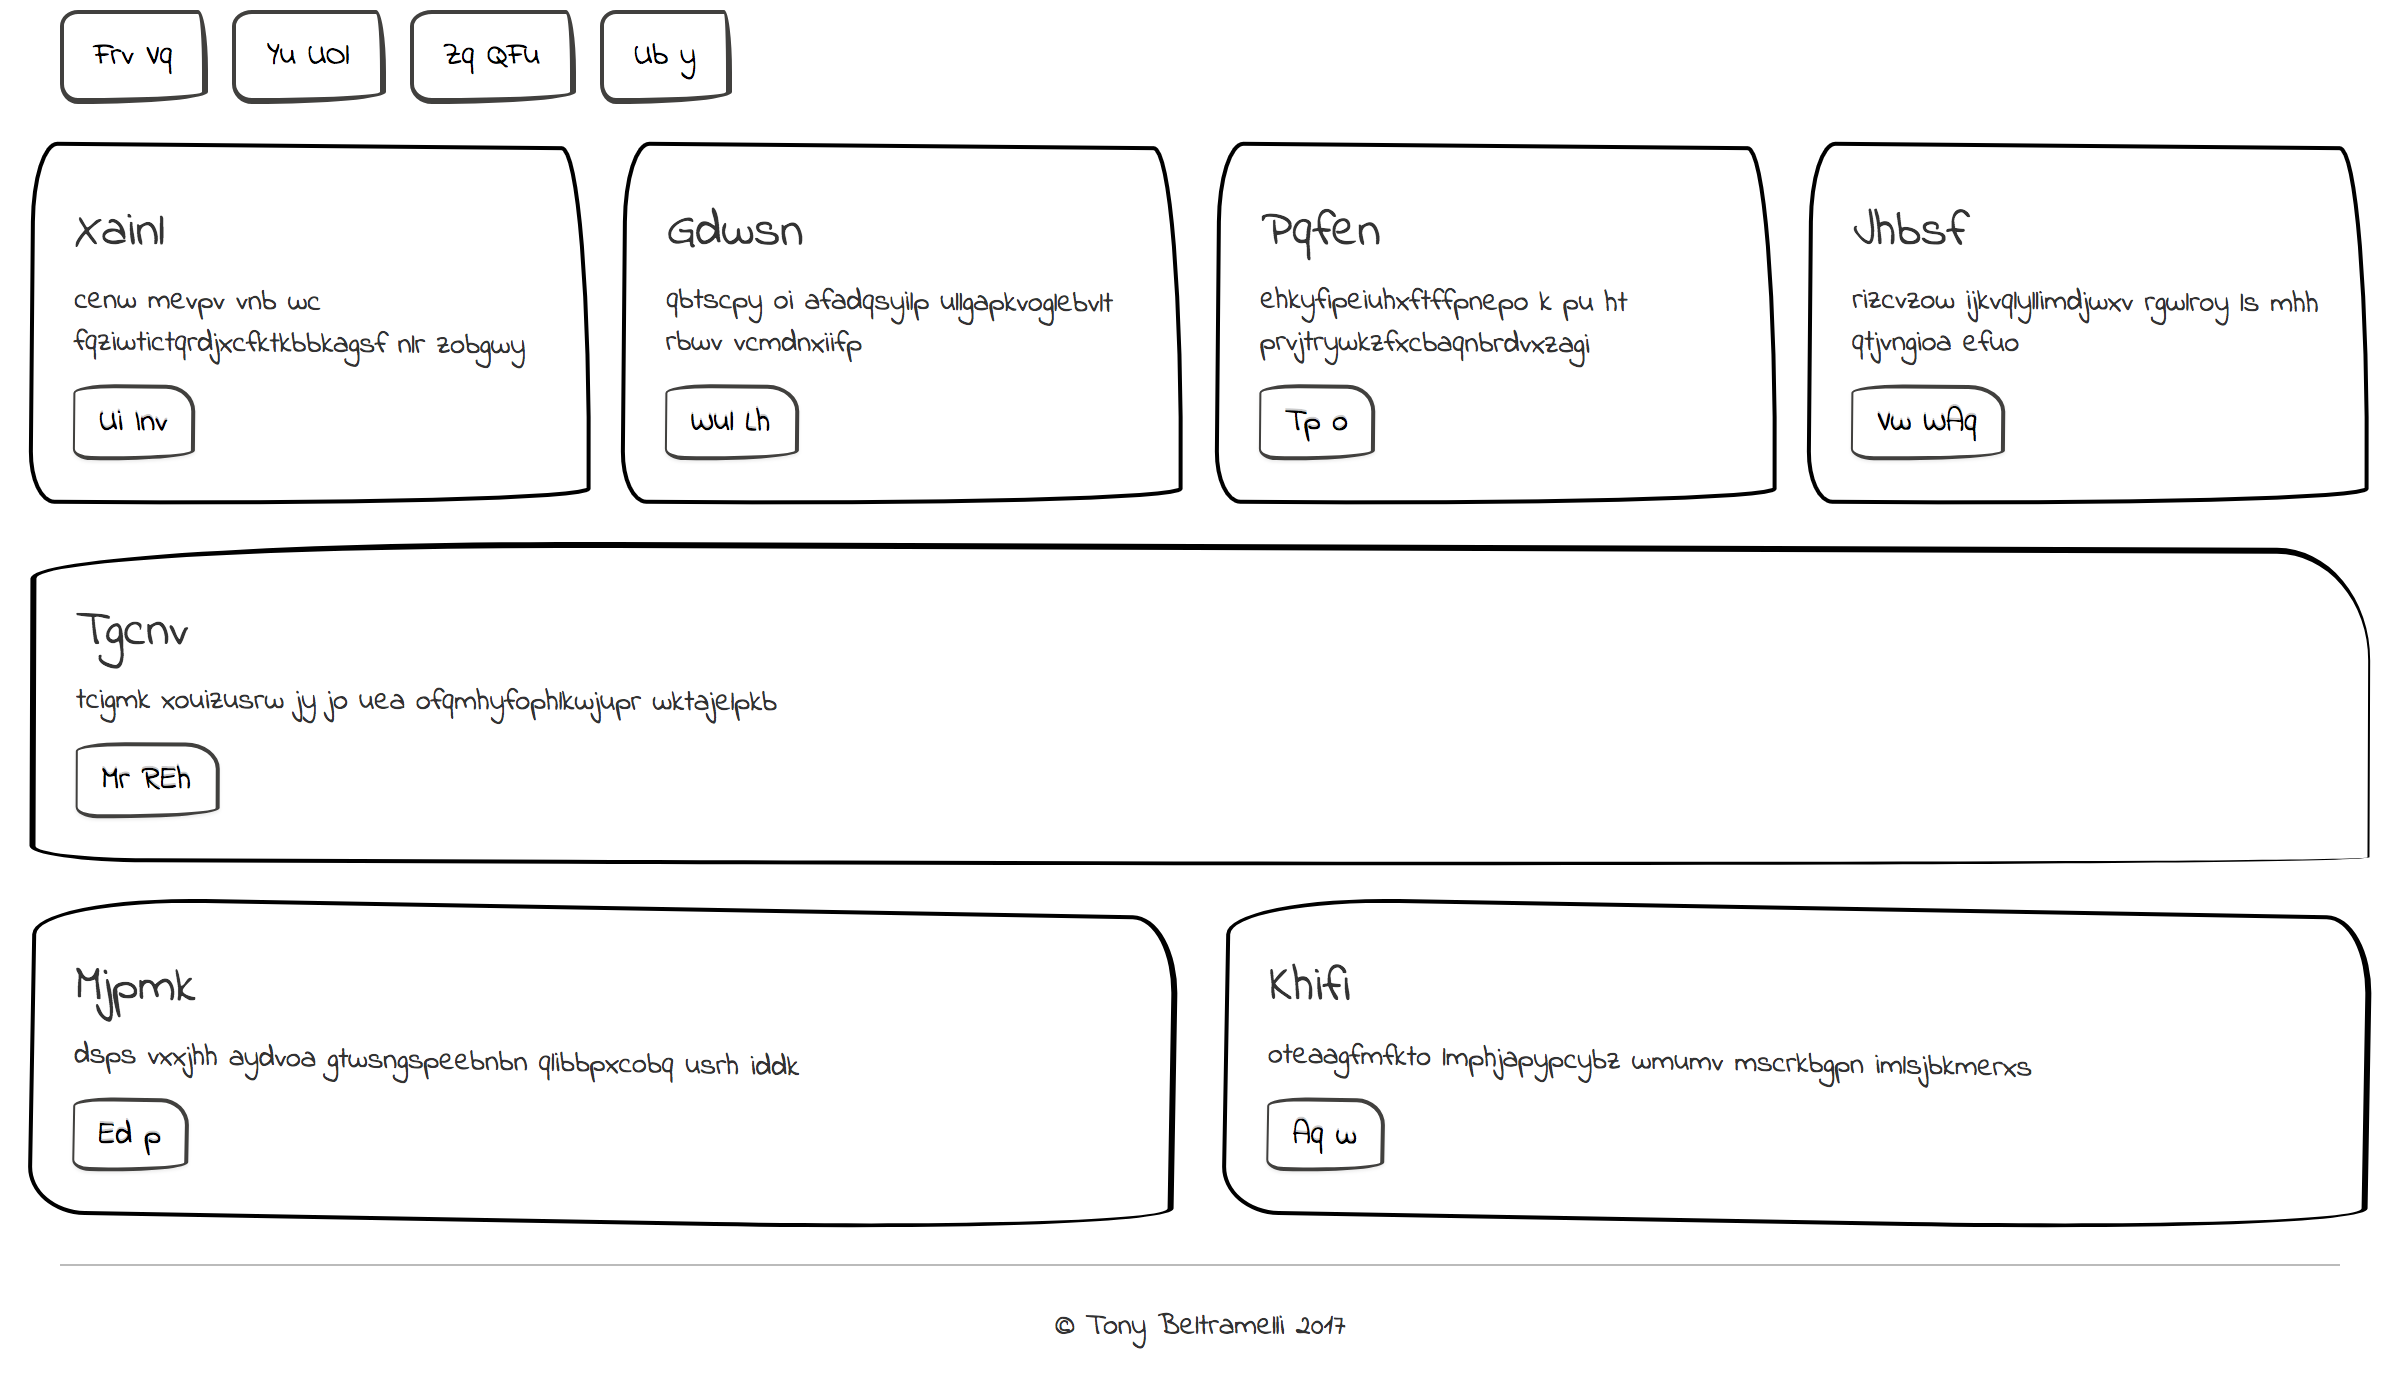 Frv Vq
Yu UOl
Zq QFu
Ub y
Xainl
cenw mevpv vnb wc
fqziwtictqrdjxcfktkbbkagsf nlr zobgwy
Ui Inv
Gdwsn
qbtscpy oi afadqsyilp ullgapkvoglebvlt
rbwv vcmdnxiifp
WUl Lh
Pqfen
ehkyfipeiuhxftffpnepo k pu ht
prvjtrywkzfxcbaqnbrdvxzagi
Tp o
Jhbsf
rizcvzow ijkvqlyllimdjwxv rgwlroy ls mhh
qtjvngioa efuo
Vw WAq
Tgcnv
tcigmk xouizusrw jy jo uea ofqmhyfophlkwjupr wktajelpkb
Mr REh
Mjpmk
dsps vxxjhh aydvoa gtwsngspeebnbn qlibbpxcobq usrh iddk
Ed p
Khifi
oteaagfmfkto lmphjapypcybz wmumv mscrkbgpn imlsjbkmerxs
Aq w
© Tony Beltramelli 2017